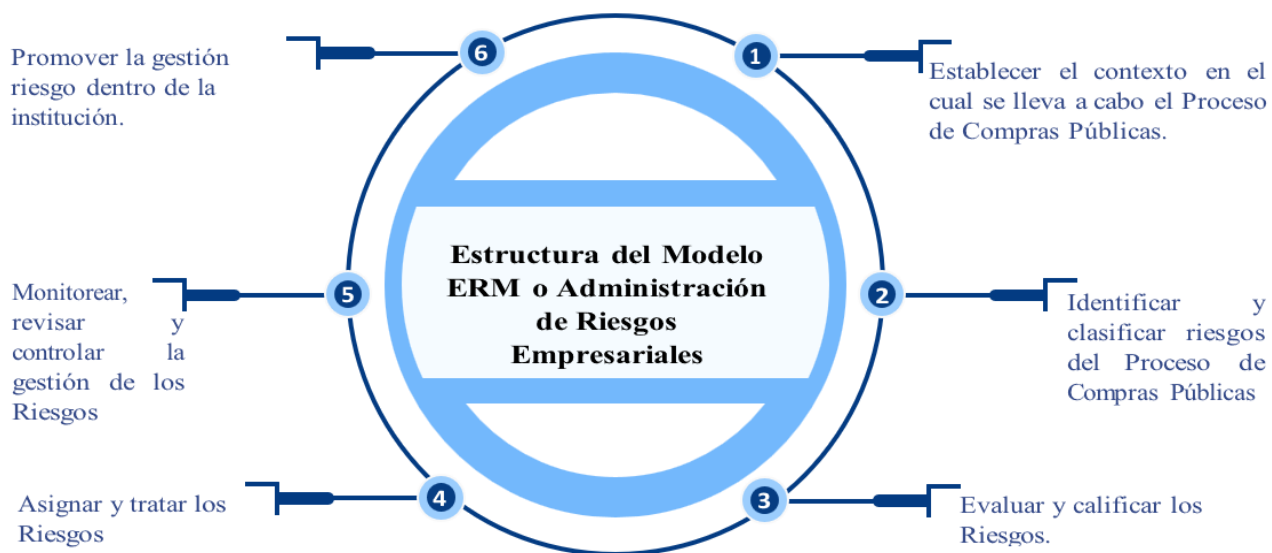 Estructura del Modelo
ERM o Administración
de Riesgos
Empresariales
1
Establecer el contexto en el
cual se lleva a cabo el Proceso
de Compras Públicas.
2
Identificar y
clasificar riesgos
del Proceso de
Compras Públicas
3
Evaluar y calificar los
Riesgos.
4
Asignar y tratar los
Riesgos
5
Monitorear,
revisar y
controlar la
gestión de los
Riesgos
6
Promover la gestión
riesgo dentro de la
institución.